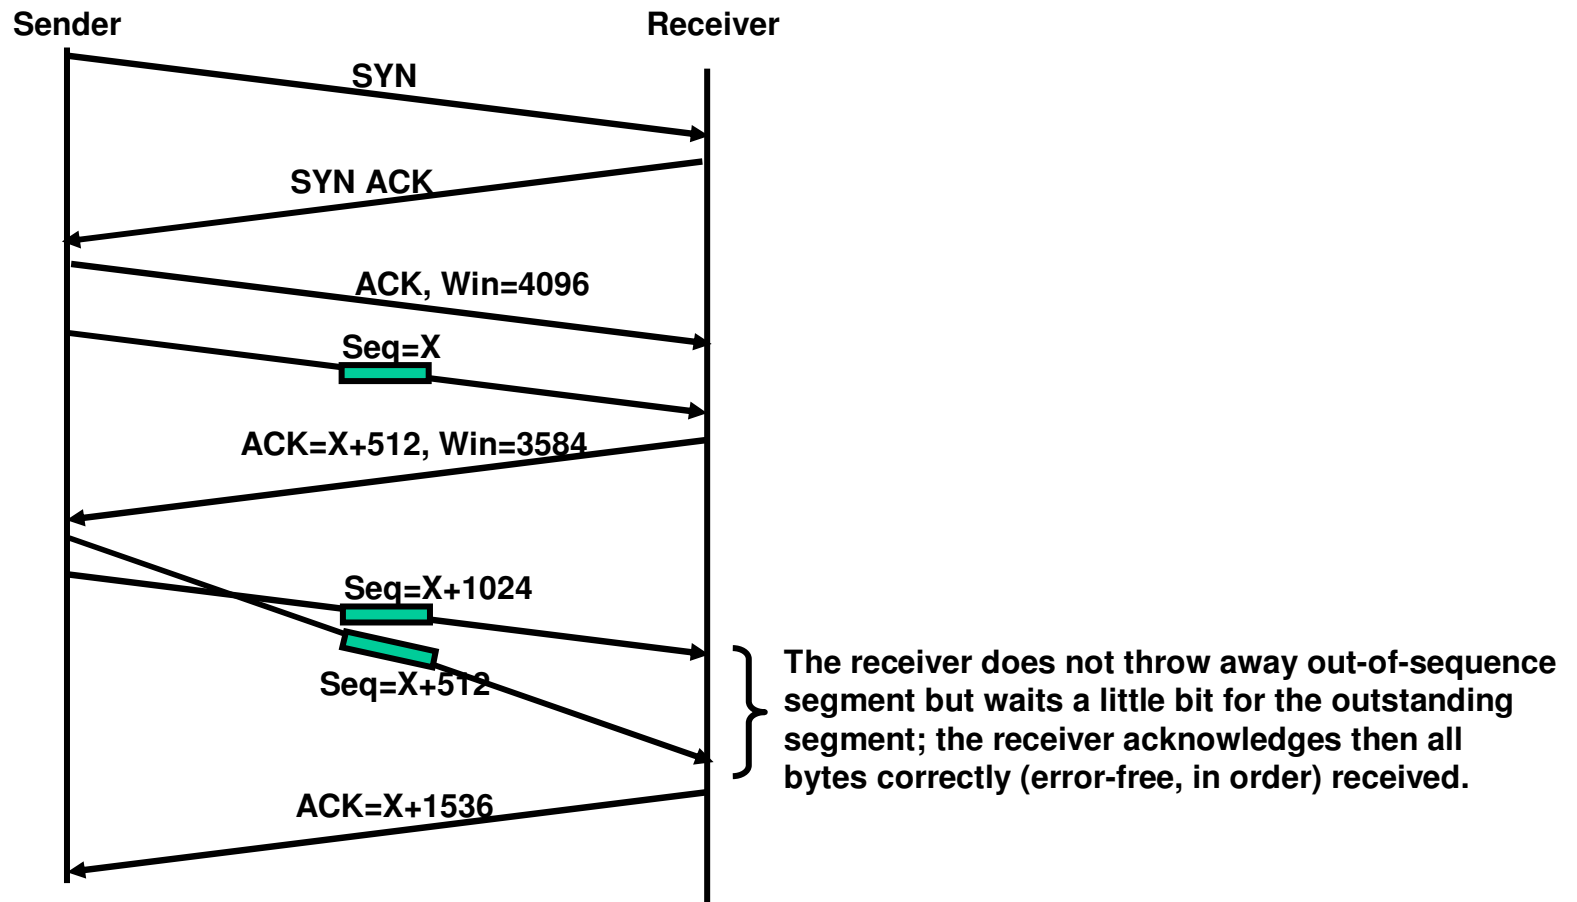 Sender
Receiver
SYN
SYN ACK
ACK, Win=4096
Seq=X
ACK=X+512, Win=3584
Seq=X+1024
Seq=X+512
The receiver does not throw away out-of-sequence
segment but waits a little bit for the outstanding
segment; the receiver acknowledges then all
bytes correctly (error-free, in order) received.
ACK=X+1536